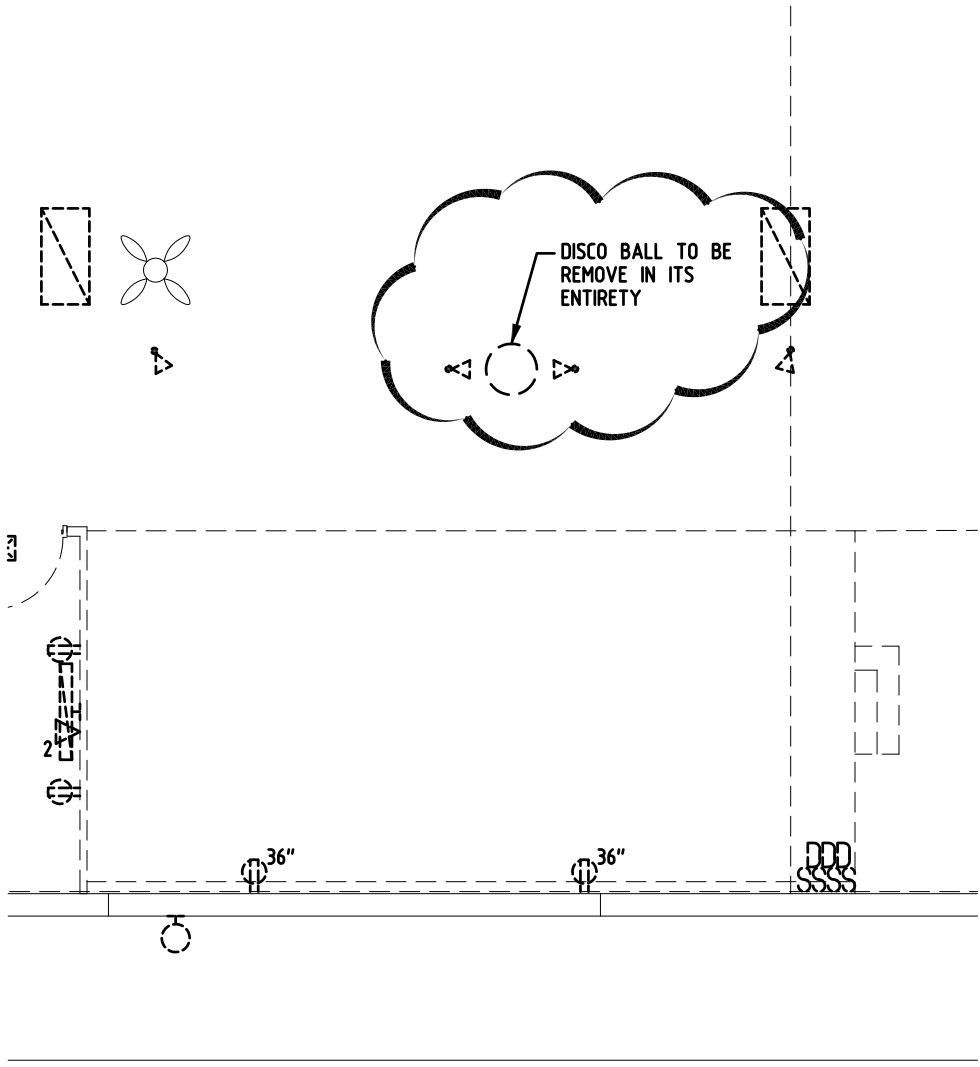 DISCO BALL TO BE
REMOVE IN ITS
ENTIRETY
2
36"
36"
DDD
SSSS